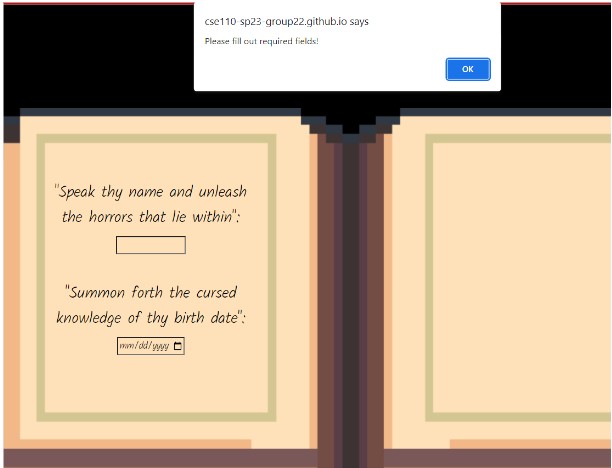 cse110-sp23-group22.github.io says
Please fill out required fields!
OK
"Speak thy name and unleash
the horrors that lie within":
"Summon forth the cursed
knowledge of thy birth date":
mm/dd/yyyy